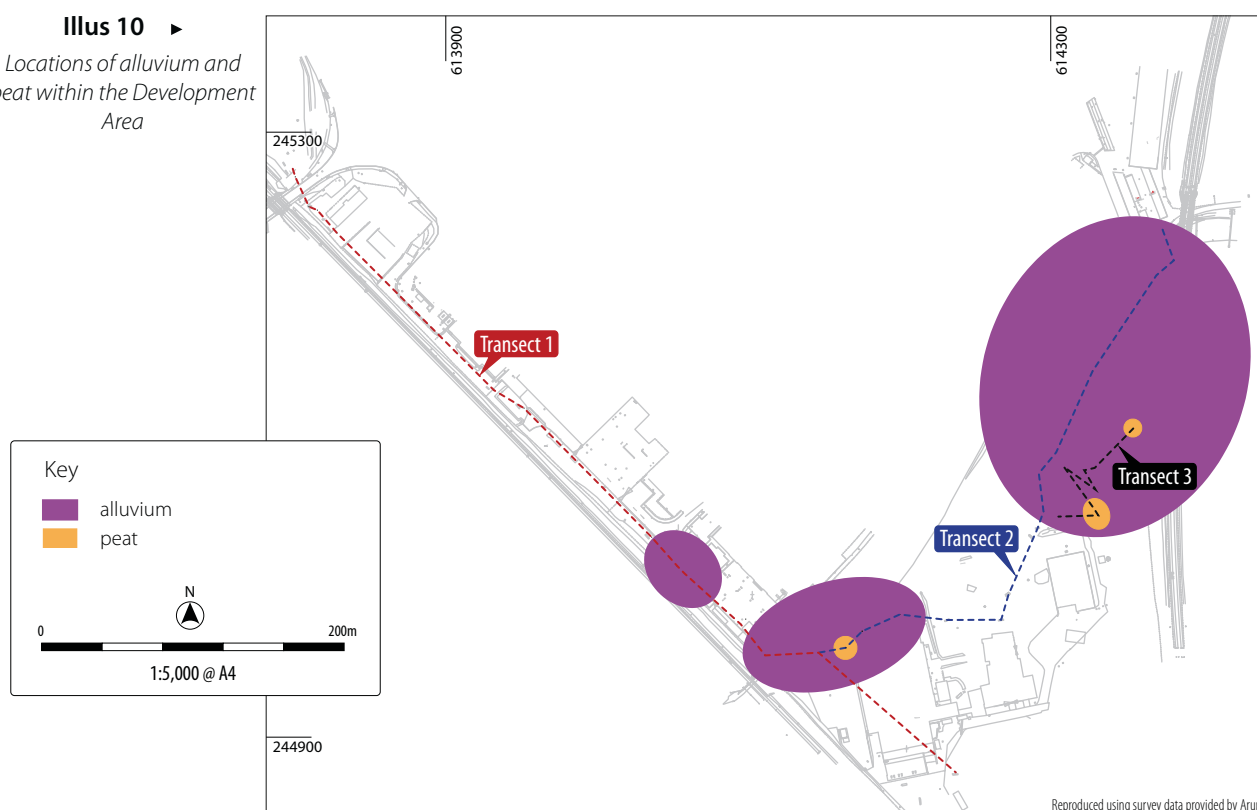 Illus 10 ►
Locations of alluvium and
peat within the Development
Area
613900
614300
245300
Transect 1
Key
alluvium
peat
N
0 200m
1:5,000 @ A4
Transect 3
Transect 2
244900
Reproduced using survey data provided by Aru